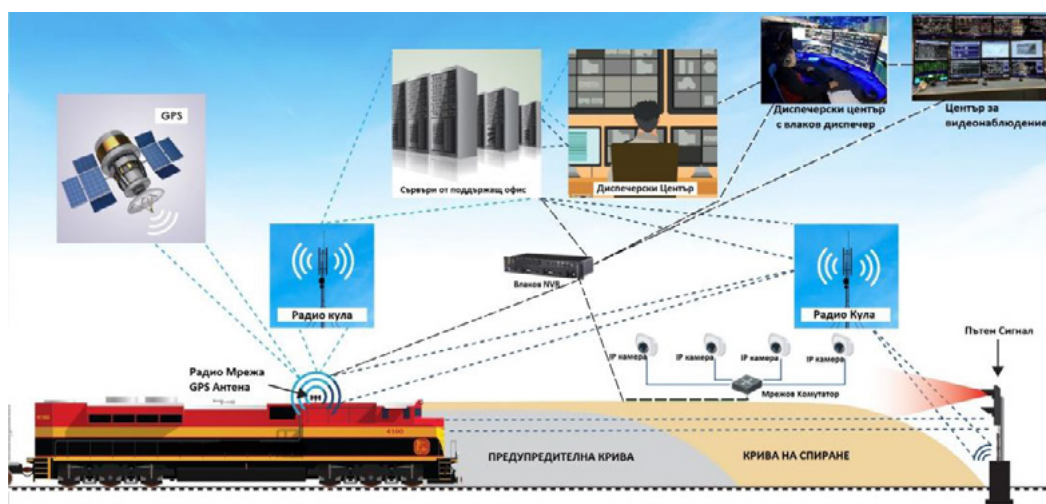 GPS
Сървъри от поддържащ офис
Диспечерски Център
Диспечерски център
с влаков диспечер
Център за
видеонаблюдение
Радио кула
Влаков NVR
Радио Кула
Пътен Сигнал
IP камера
IP камера
IP камера
IP камера
Мрежов Комутатор
Радио Мрежа
GPS Антена
4100
4100
ПРЕДУПРЕДИТЕЛНА КРИВА
КРИВА НА СПИРАНЕ